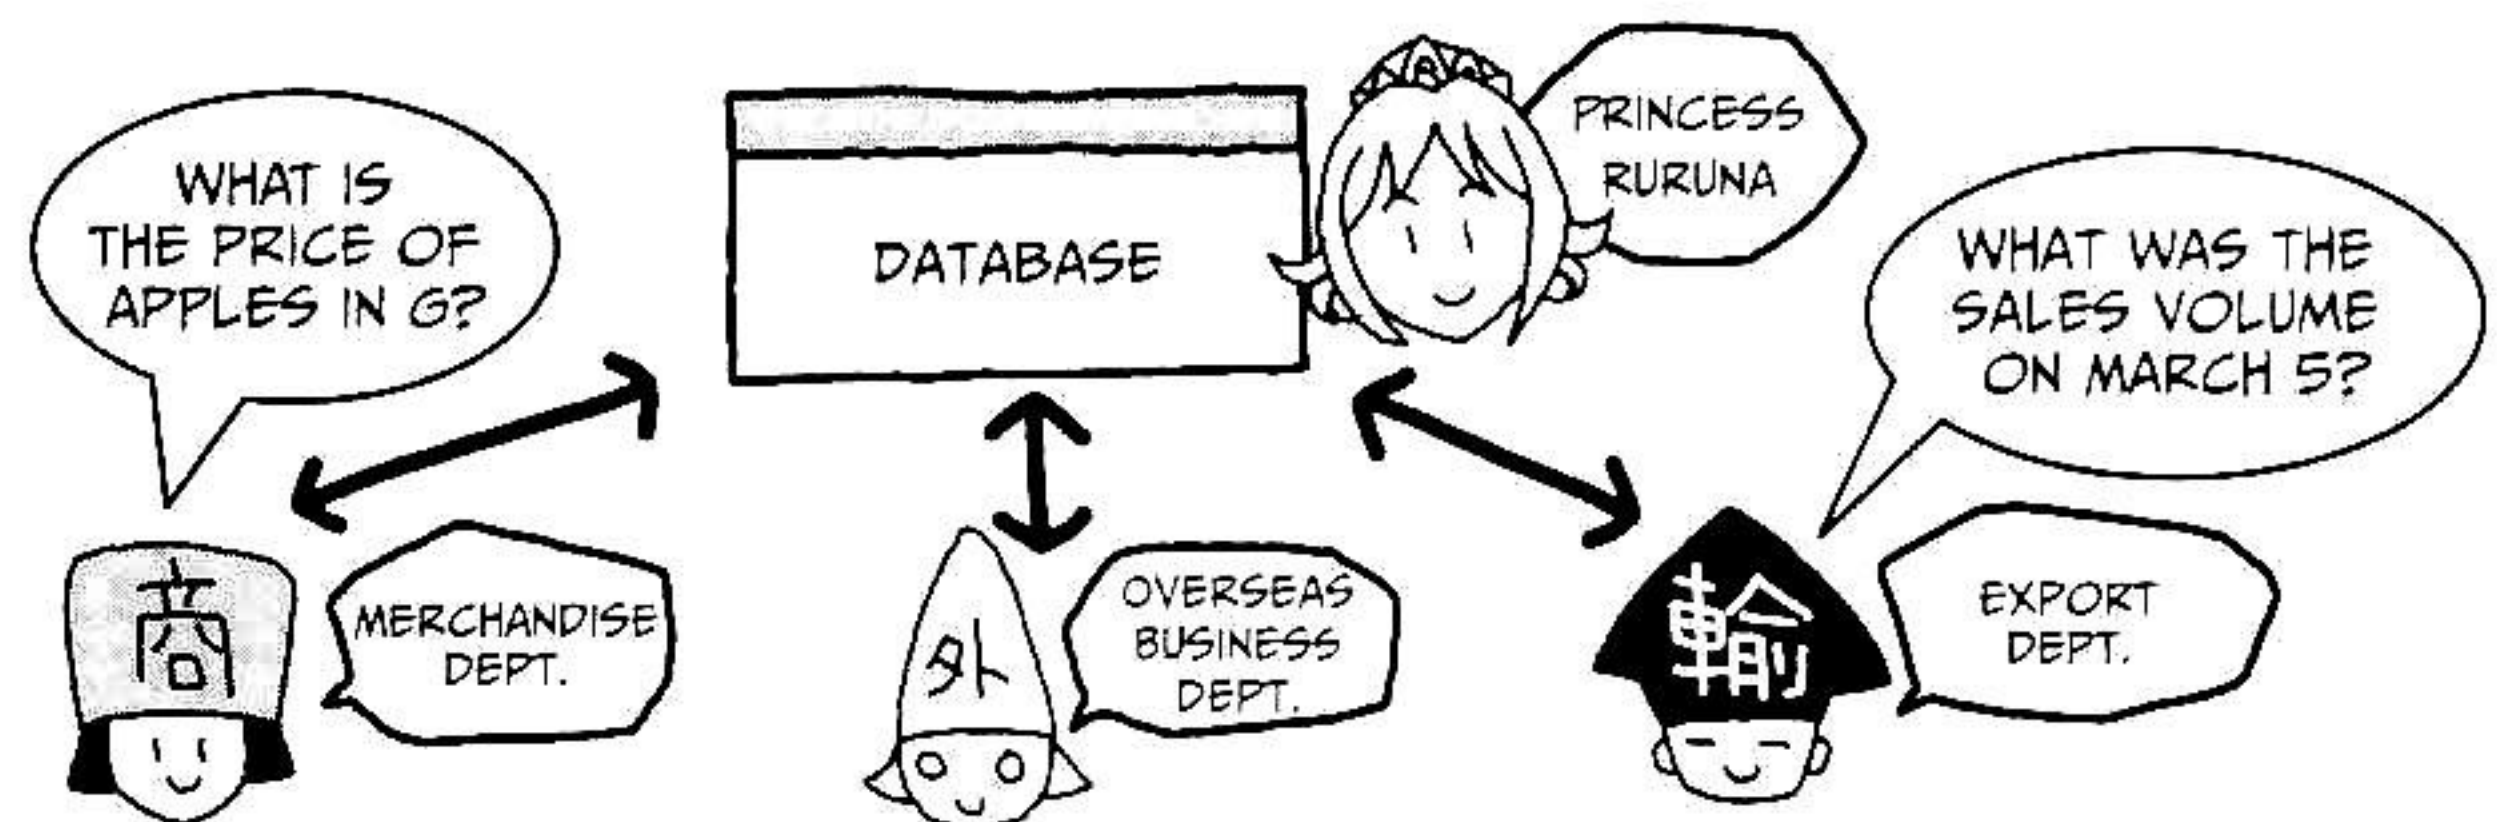 WHAT IS
THE PRICE OF
APPLES IN G?
DATABASE
PRINCESS
RURUNA
WHAT WAS THE
SALES VOLUME
ON MARCH 5?
商
MERCHANDISE
DEPT.
外
OVERSEAS
BUSINESS
DEPT.
輸
EXPORT
DEPT.